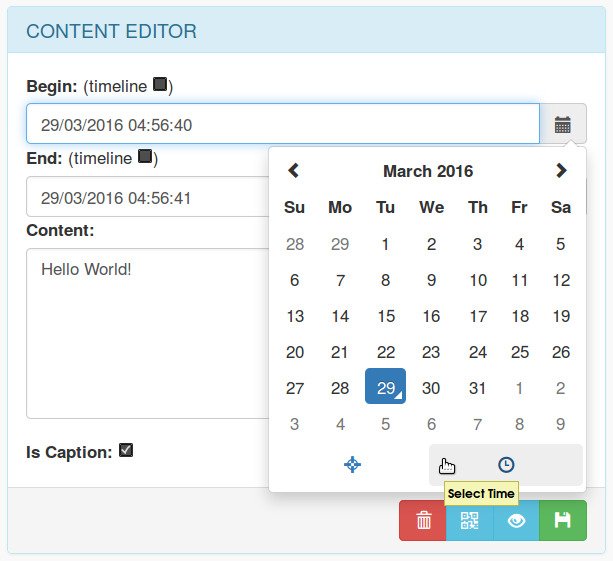 CONTENT EDITOR
Begin: (timeline )
29/03/2016 04:56:40
End: (timeline )
29/03/2016 04:56:41
Content:
Hello World!
Is Caption:
March 2016
Su Mo Tu We Th Fr Sa
28 29 1 2 3 4 5
6 7 8 9 10 11 12
13 14 15 16 17 18 19
20 21 22 23 24 25 26
27 28 29 30 31 1 2
3 4 5 6 7 8 9
Select Time